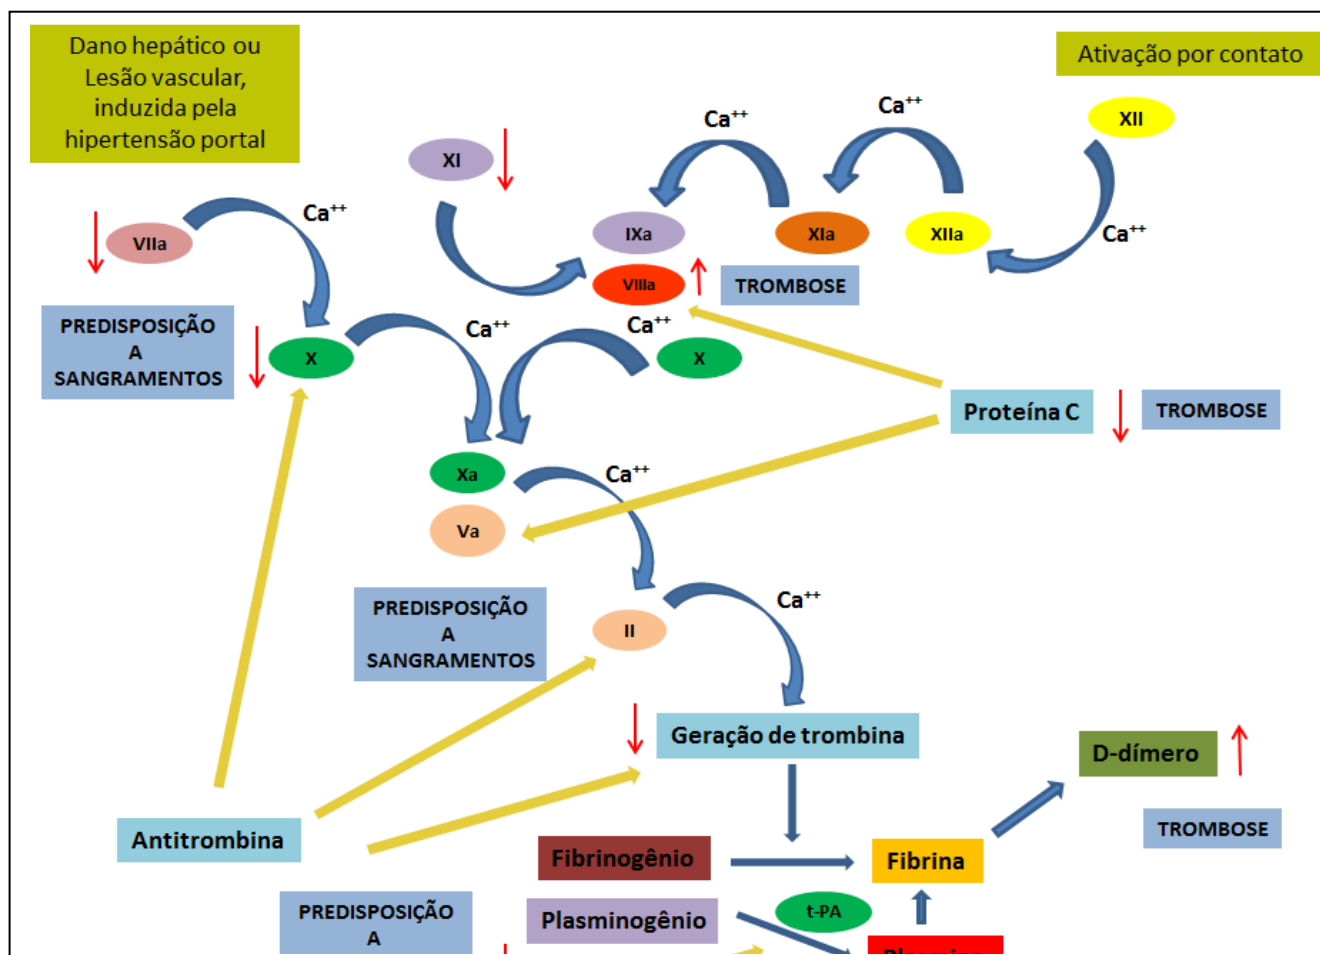 Dano hepático ou
Lesão vascular,
induzida pela
hipertensão portal
Ativação por contato
XII
Ca⁺⁺
Ca⁺⁺
XI
Ca⁺⁺
VIIa
IXa
XIa
XIIa
Ca⁺⁺
VIIIa
TROMBOSE
PREDISPOSIÇÃO
A
SANGRAMENTOS
X
Ca⁺⁺
Ca⁺⁺
X
Proteína C
TROMBOSE
Xa
Ca⁺⁺
Va
PREDISPOSIÇÃO
A
SANGRAMENTOS
II
Ca⁺⁺
Geração de trombina
D-dímero
TROMBOSE
Antitrombina
Fibrinogênio
Fibrina
PREDISPOSIÇÃO
A
Plasminogênio
t-PA